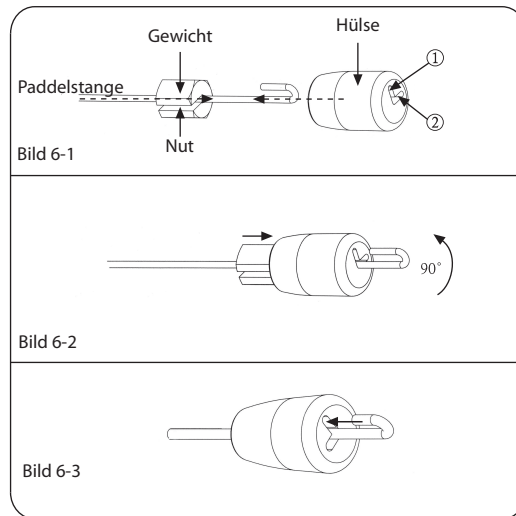 Gewicht
Hülse
①
Paddelstange
②
Nut
Bild 6-1
90°
Bild 6-2
Bild 6-3